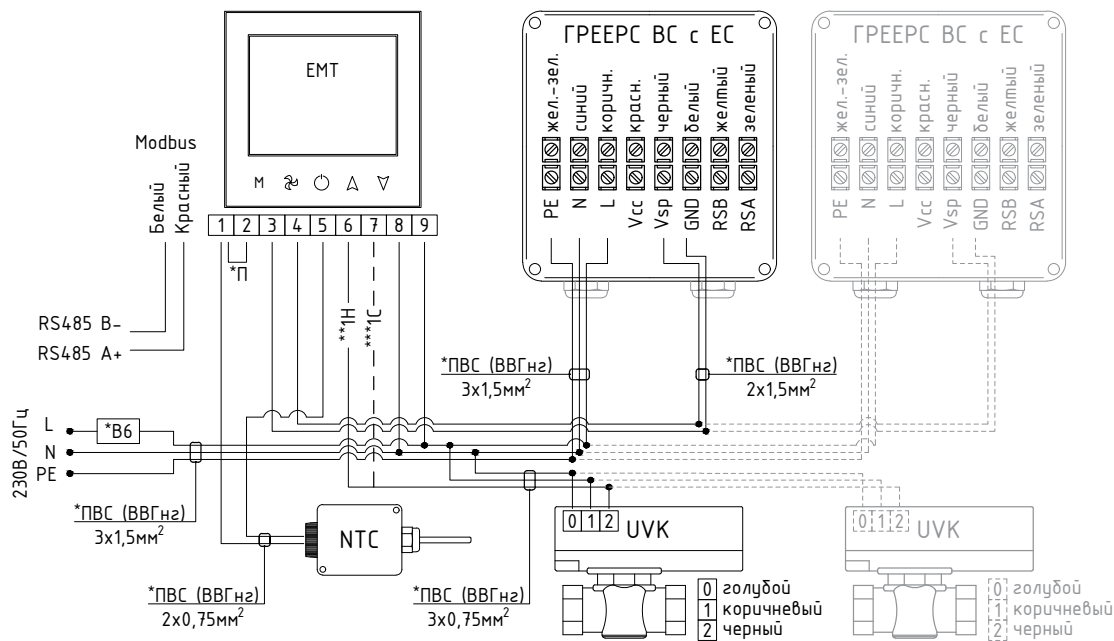 EMT
M
Modbus
Белый
Красный
1 2 3 4 5 6 7 8 9
*П
**1H
***1C
RS485 B-
RS485 A+
ГРЕЕРС ВС с ЕС
жел.-зел.
синий
коричн.
красн.
черный
белый
желтый
зеленый
PE
N
L
Vcc
Vsp
GND
RSB
RSA
ГРЕЕРС ВС с ЕС
жел.-зел.
синий
коричн.
красн.
черный
белый
желтый
зеленый
PE
N
L
Vcc
Vsp
GND
RSB
RSA
*ПВС (ВВГнг)
3х1,5мм²
*ПВС (ВВГнг)
2х1,5мм²
230В/50Гц
L
N
PE
*В6
*ПВС (ВВГнг)
3х1,5мм²
NTC
*ПВС (ВВГнг)
2х0,75мм²
*ПВС (ВВГнг)
3х0,75мм²
0 1 2
UVK
0 голубой
1 коричневый
2 черный
0 1 2
UVK
0 голубой
1 коричневый
2 черный